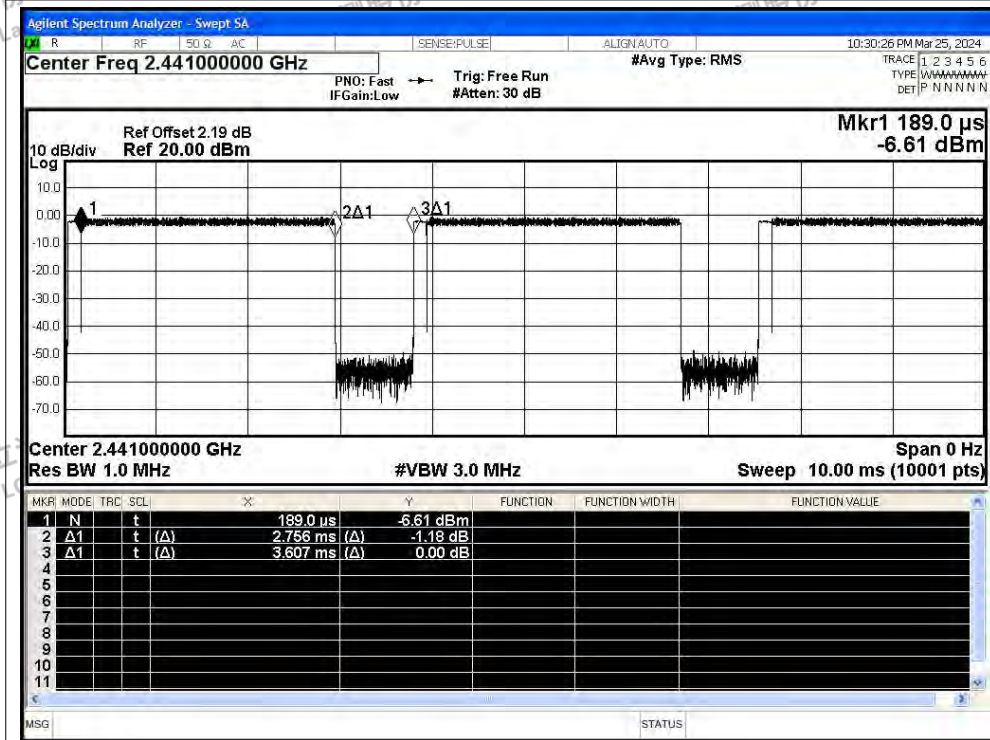 Agilent Spectrum Analyzer - Swept SA
LXI R RF 50 Ω AC SENSE:PULSE ALIGN AUTO 10:30:26 PM Mar 25, 2024
Center Freq 2.441000000 GHz #Avg Type: RMS TRACE 1 2 3 4 5 6
PNO: Fast Trig: Free Run TYPE WWWWWW
IFGain:Low #Atten: 30 dB DET P N N N N N
Mkr1 189.0 µs
Ref Offset 2.19 dB
10 dB/div Ref 20.00 dBm -6.61 dBm
Log
10.0
0.00 1 2Δ1 3Δ1
-10.0
-20.0
-30.0
-40.0
-50.0
-60.0
-70.0
Center 2.441000000 GHz Span 0 Hz
Res BW 1.0 MHz #VBW 3.0 MHz Sweep 10.00 ms (10001 pts)
MKR MODE TRC SCL X Y FUNCTION FUNCTION WIDTH FUNCTION VALUE
1 N t 189.0 µs -6.61 dBm
2 Δ1 t (Δ) 2.756 ms (Δ) -1.18 dB
3 Δ1 t (Δ) 3.607 ms (Δ) 0.00 dB
4
5
6
7
8
9
10
11
MSG STATUS